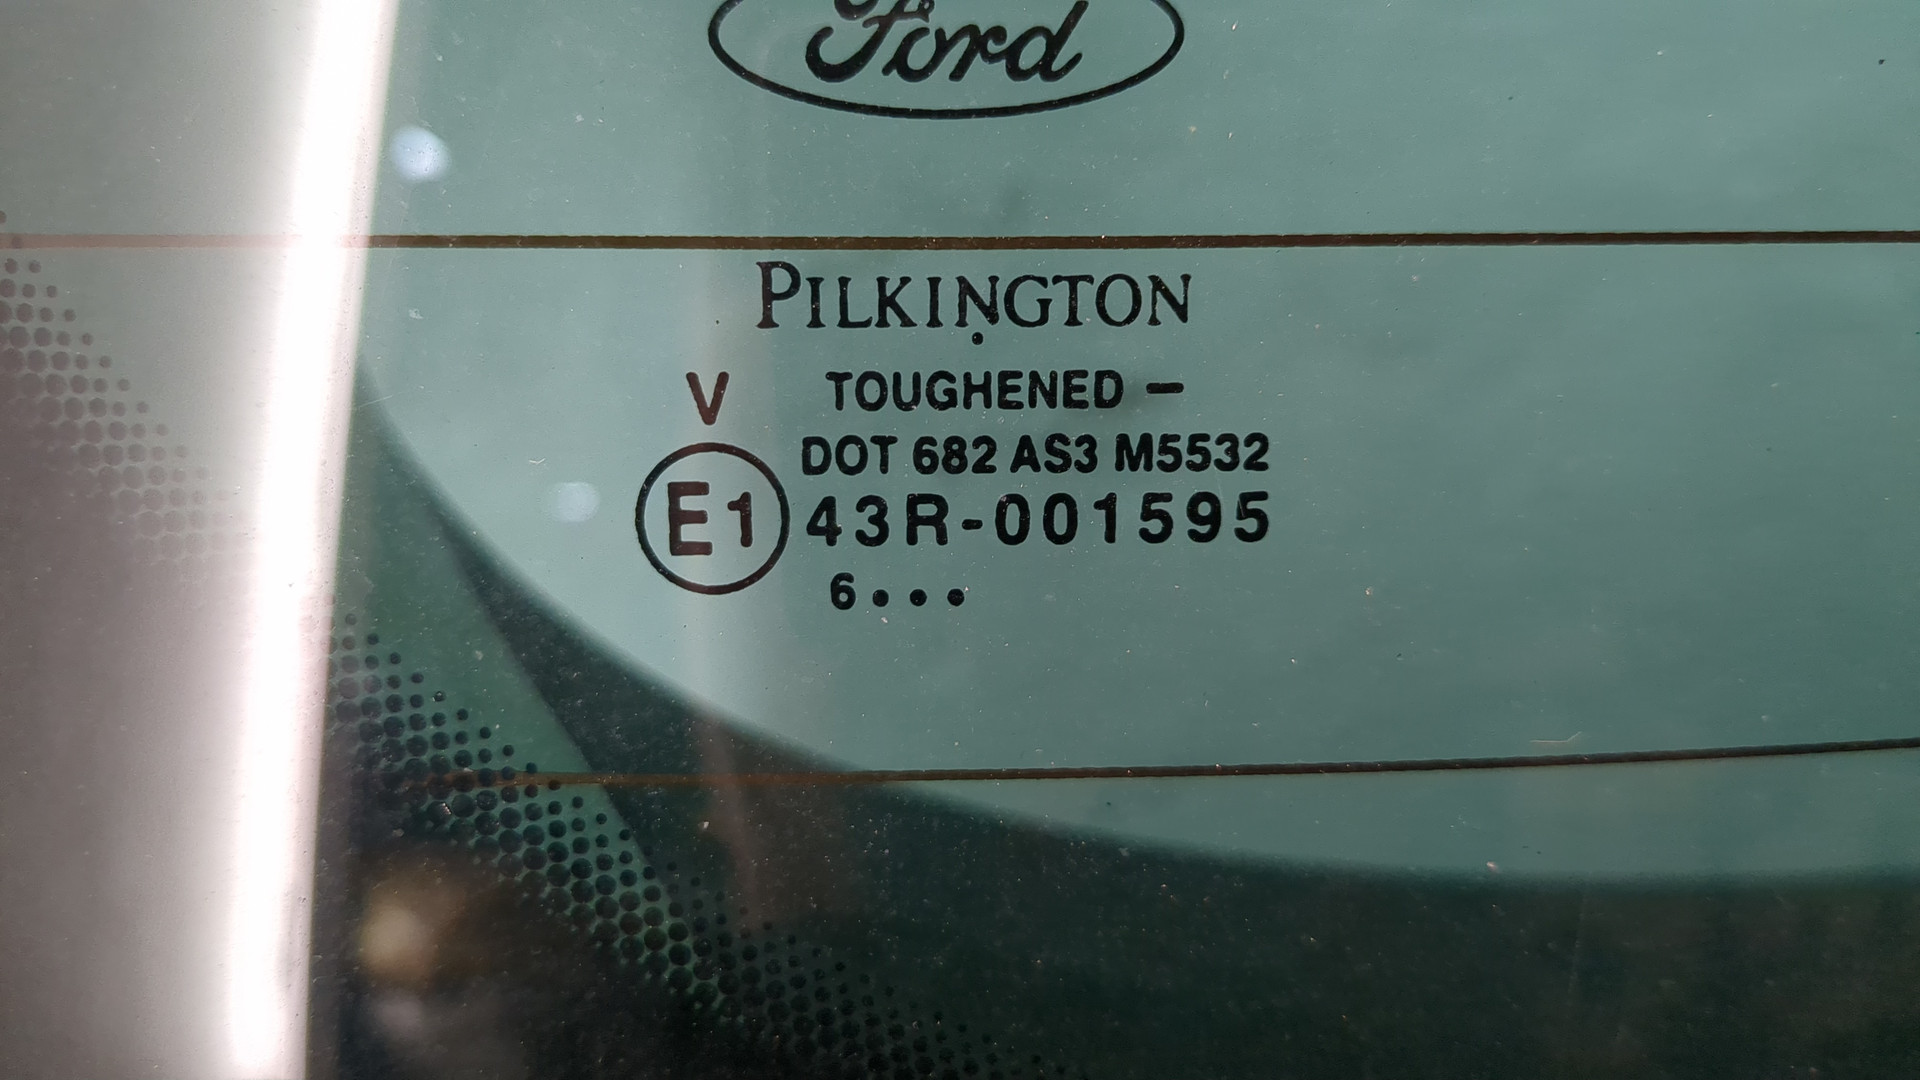 Ford
PILKINGTON
V TOUGHENED —
DOT 682 AS3 M5532
E1 43R-001595
6•••